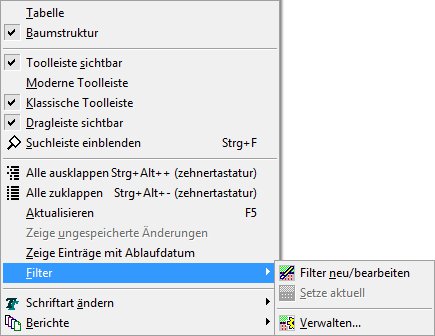 Tabelle
Baumstruktur
Toolleiste sichtbar
Moderne Toolleiste
Klassische Toolleiste
Dragleiste sichtbar
Suchleiste einblenden Strg+F
Alle ausklappen Strg+Alt++ (zehnertastatur)
Alle zuklappen Strg+Alt+- (zehnertastatur)
Aktualisieren F5
Zeige ungespeicherte Änderungen
Zeige Einträge mit Ablaufdatum
Filter
Filter neu/bearbeiten
Setze aktuell
Schriftart ändern
Berichte
Verwalten...